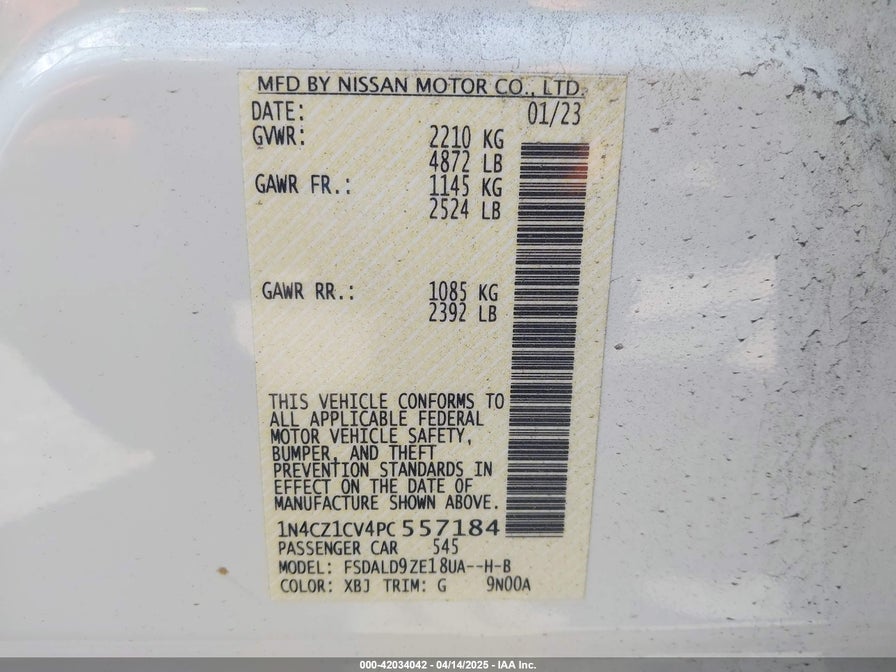 MFD BY NISSAN MOTOR CO., LTD.
DATE: 01/23
GVWR: 2210 KG
4872 LB
GAWR FR.: 1145 KG
2524 LB
GAWR RR.: 1085 KG
2392 LB
THIS VEHICLE CONFORMS TO
ALL APPLICABLE FEDERAL
MOTOR VEHICLE SAFETY,
BUMPER, AND THEFT
PREVENTION STANDARDS IN
EFFECT ON THE DATE OF
MANUFACTURE SHOWN ABOVE.
1N4CZ1CV4PC557184
PASSENGER CAR 545
MODEL: FSDALD9ZE18UA--H-B
COLOR: XBJ TRIM: G 9N00A
000-42034042 - 04/14/2025 - IAA Inc.